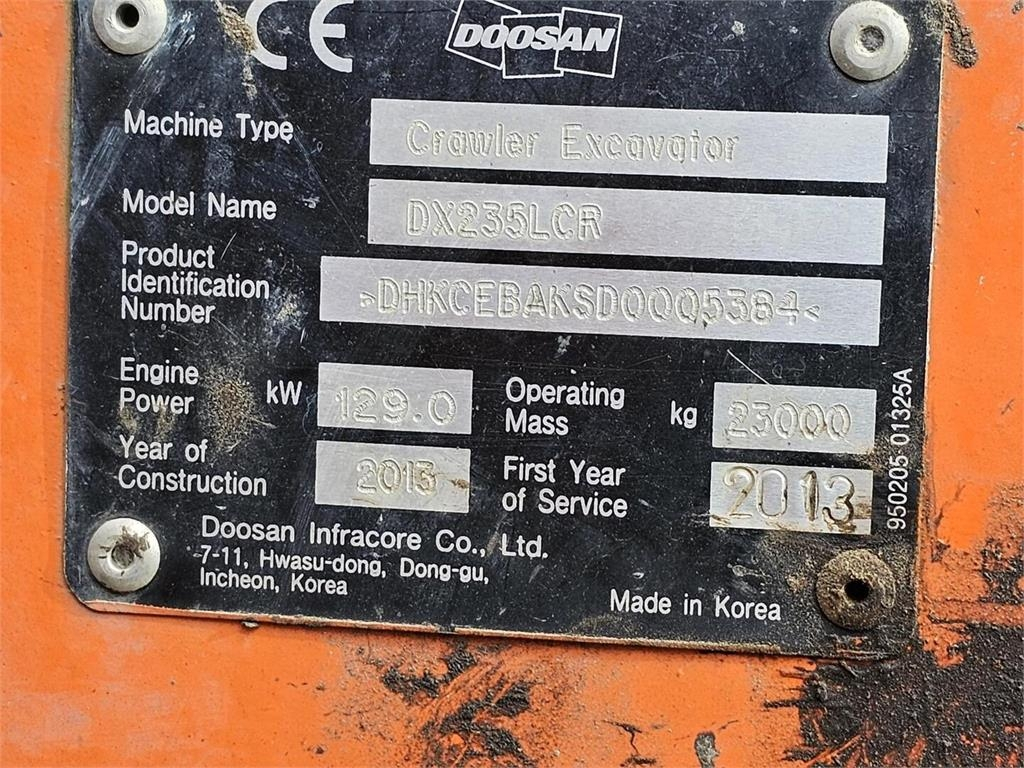 CE DOOSAN
Machine Type Crawler Excavator
Model Name DX235LCR
Product
Identification
Number >DHKCEBAKSD0005384<
Engine
Power kW 129.0 Operating
Mass kg 23000
Year of
Construction 2013 First Year
of Service 2013
950205-01325A
Doosan Infracore Co., Ltd.
7-11, Hwasu-dong, Dong-gu,
Incheon, Korea
Made in Korea